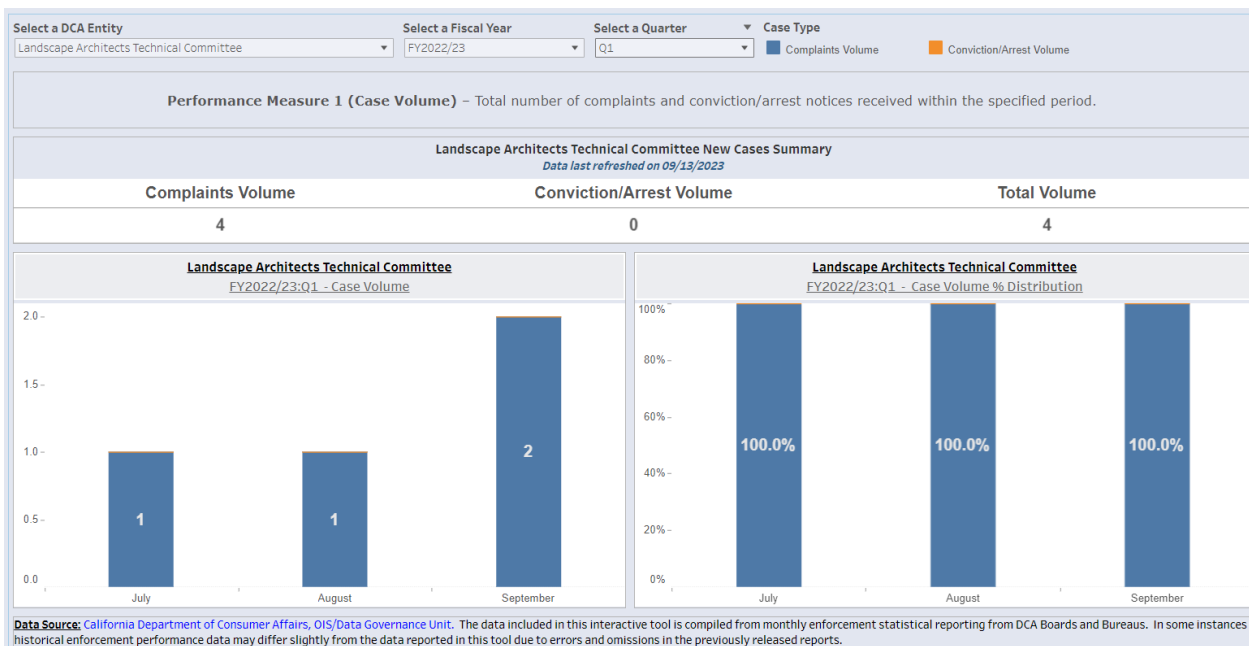 Select a DCA Entity
Select a Fiscal Year
Select a Quarter
Case Type
Landscape Architects Technical Committee
FY2022/23
Q1
Complaints Volume
Conviction/Arrest Volume
Performance Measure 1 (Case Volume) – Total number of complaints and conviction/arrest notices received within the specified period.
Landscape Architects Technical Committee New Cases Summary
Data last refreshed on 09/13/2023
Complaints Volume
Conviction/Arrest Volume
Total Volume
4
0
4
Landscape Architects Technical Committee
FY2022/23:Q1 - Case Volume
2.0
1.5
1.0
0.5
0.0
1
1
2
July
August
September
Landscape Architects Technical Committee
FY2022/23:Q1 - Case Volume % Distribution
100%
80%
60%
40%
20%
0%
100.0%
100.0%
100.0%
July
August
September
Data Source: California Department of Consumer Affairs, OIS/Data Governance Unit. The data included in this interactive tool is compiled from monthly enforcement statistical reporting from DCA Boards and Bureaus. In some instances
historical enforcement performance data may differ slightly from the data reported in this tool due to errors and omissions in the previously released reports.